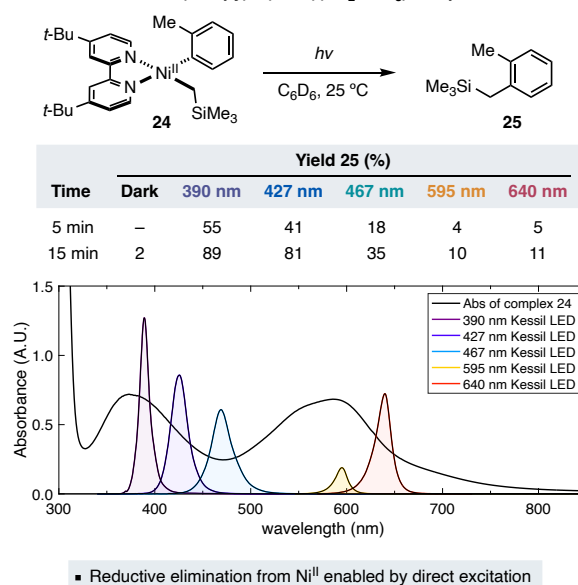 t-Bu
Me
N
Ni^II
N
t-Bu
SiMe3
24
hν
C6D6, 25 ºC
Me
Me3Si
25
Yield 25 (%)
Time Dark 390 nm 427 nm 467 nm 595 nm 640 nm
5 min – 55 41 18 4 5
15 min 2 89 81 35 10 11
1.5
1.0
0.5
0.0
Absorbance (A.U.)
Abs of complex 24
390 nm Kessil LED
427 nm Kessil LED
467 nm Kessil LED
595 nm Kessil LED
640 nm Kessil LED
300 400 500 600 700 800
wavelength (nm)
▪ Reductive elimination from Ni^II enabled by direct excitation